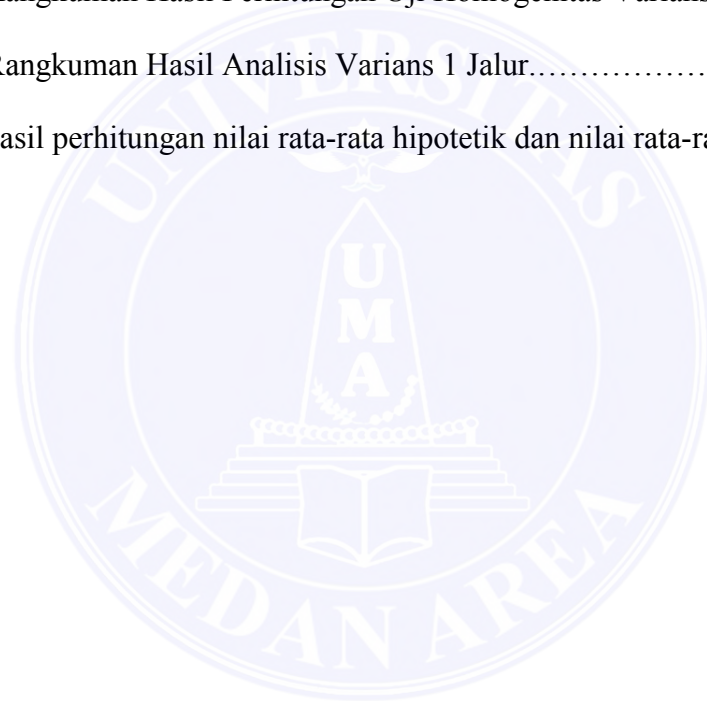 Rangkuman Hasil Analisis Varians 1 Jalur……………….
asil perhitungan nilai rata-rata hipotetik dan nilai rata-ra
UNIVERSITAS
U
M
A
MEDAN AREA